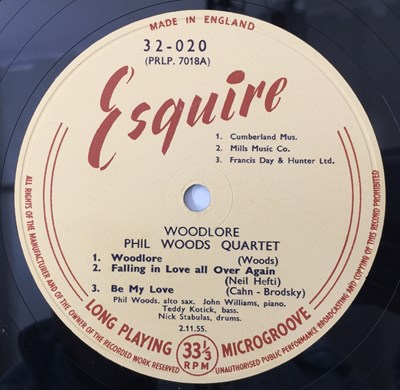 MADE IN ENGLAND
32-020
(PRLP. 7018A)
Esquire
1. Cumberland Mus.
2. Mills Music Co.
3. Francis Day & Hunter Ltd.
WOODLORE
PHIL WOODS QUARTET
1. Woodlore (Woods)
2. Falling in Love all Over Again
(Neil Hefti)
3. Be My Love (Cahn - Brodsky)
Phil Woods, alto sax. John Williams, piano.
Teddy Kotick, bass.
Nick Stabulas, drums.
2.11.55.
LONG PLAYING 33⅓ RPM MICROGROOVE
ALL RIGHTS OF THE MANUFACTURER AND OF THE OWNER OF THE RECORDED WORK RESERVED
UNAUTHORISED PUBLIC PERFORMANCE BROADCASTING AND COPYING OF THIS RECORD PROHIBITED